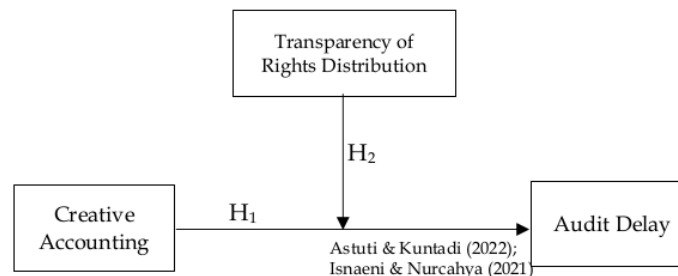 Transparency of
Rights Distribution
H₂
Creative
Accounting
H₁
Audit Delay
Astuti & Kuntadi (2022);
Isnaeni & Nurcahya (2021)